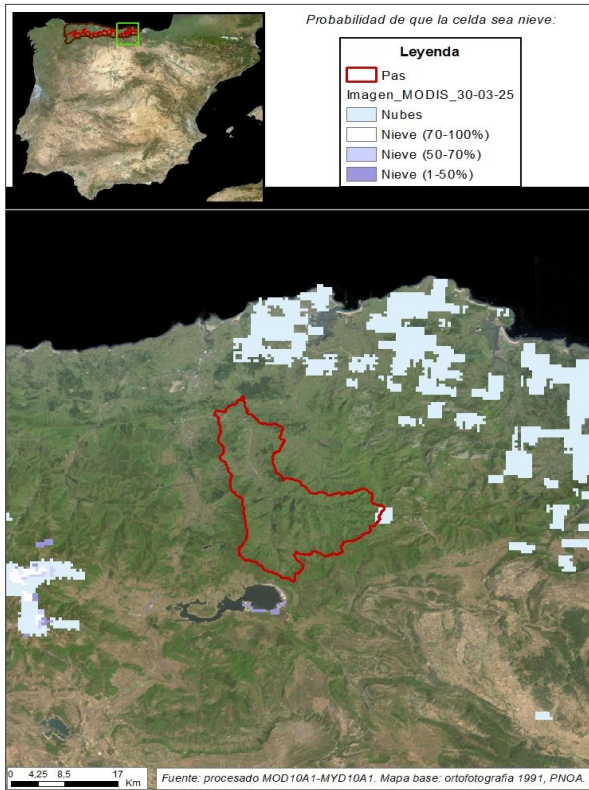 Probabilidad de que la celda sea nieve:
Leyenda
Pas
Imagen_MODIS_30-03-25
Nubes
Nieve (70-100%)
Nieve (50-70%)
Nieve (1-50%)
0 4,25 8,5 17
Km
Fuente: procesado MOD10A1-MYD10A1. Mapa base: ortofotografia 1991, PNOA.